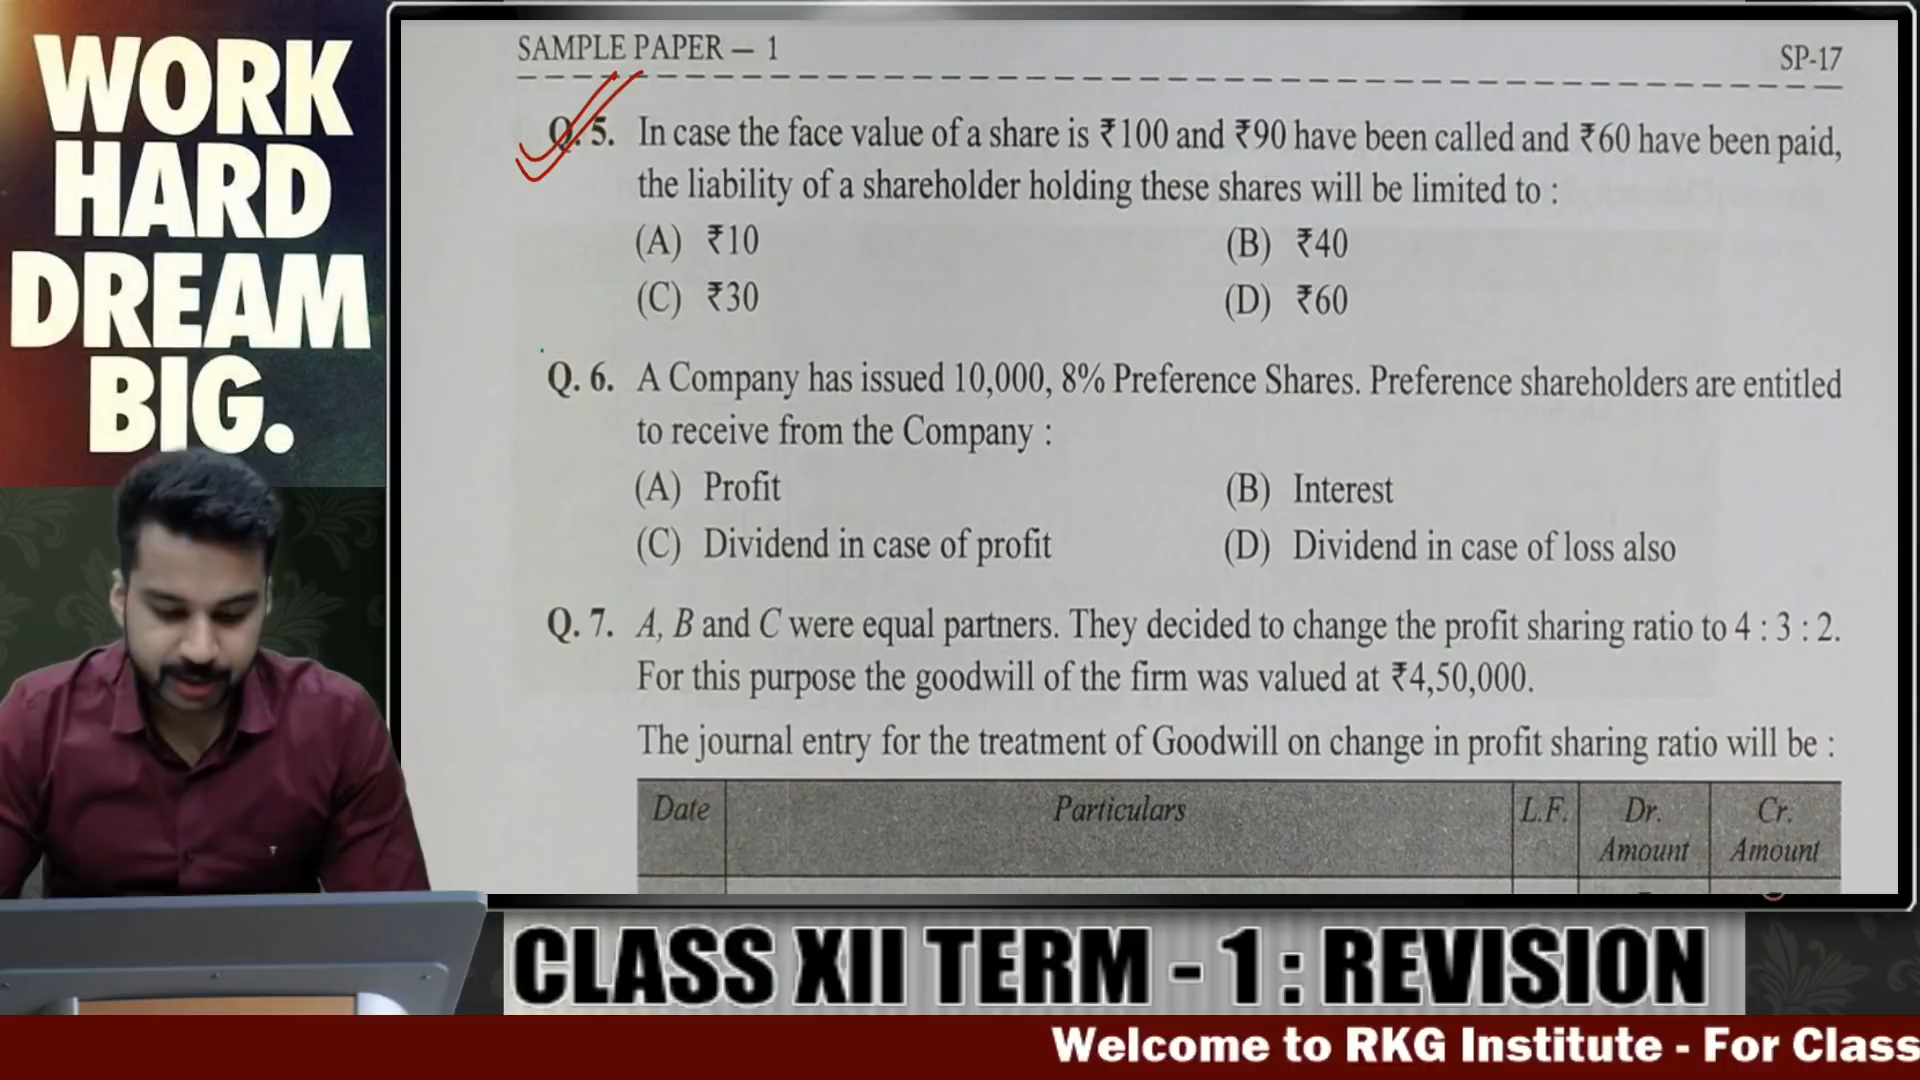 WORK
HARD
DREAM
BIG.
SAMPLE PAPER — 1
SP-17
Q. 5. In case the face value of a share is ₹100 and ₹90 have been called and ₹60 have been paid,
the liability of a shareholder holding these shares will be limited to :
(A) ₹10 (B) ₹40
(C) ₹30 (D) ₹60
Q. 6. A Company has issued 10,000, 8% Preference Shares. Preference shareholders are entitled
to receive from the Company :
(A) Profit (B) Interest
(C) Dividend in case of profit (D) Dividend in case of loss also
Q. 7. A, B and C were equal partners. They decided to change the profit sharing ratio to 4 : 3 : 2.
For this purpose the goodwill of the firm was valued at ₹4,50,000.
The journal entry for the treatment of Goodwill on change in profit sharing ratio will be :
Date Particulars L.F. Dr. Amount Cr. Amount
CLASS XII TERM - 1 : REVISION
Welcome to RKG Institute - For Class